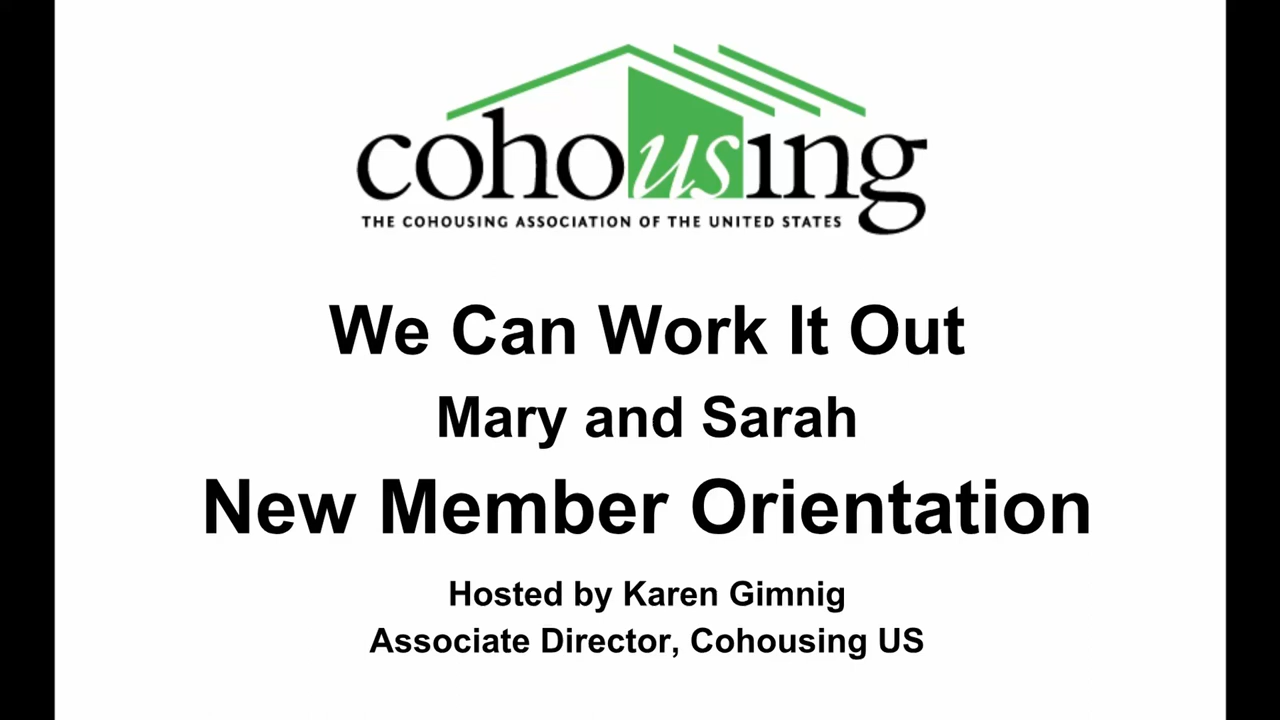 cohousing
THE COHOUSING ASSOCIATION OF THE UNITED STATES
We Can Work It Out
Mary and Sarah
New Member Orientation
Hosted by Karen Gimnig
Associate Director, Cohousing US